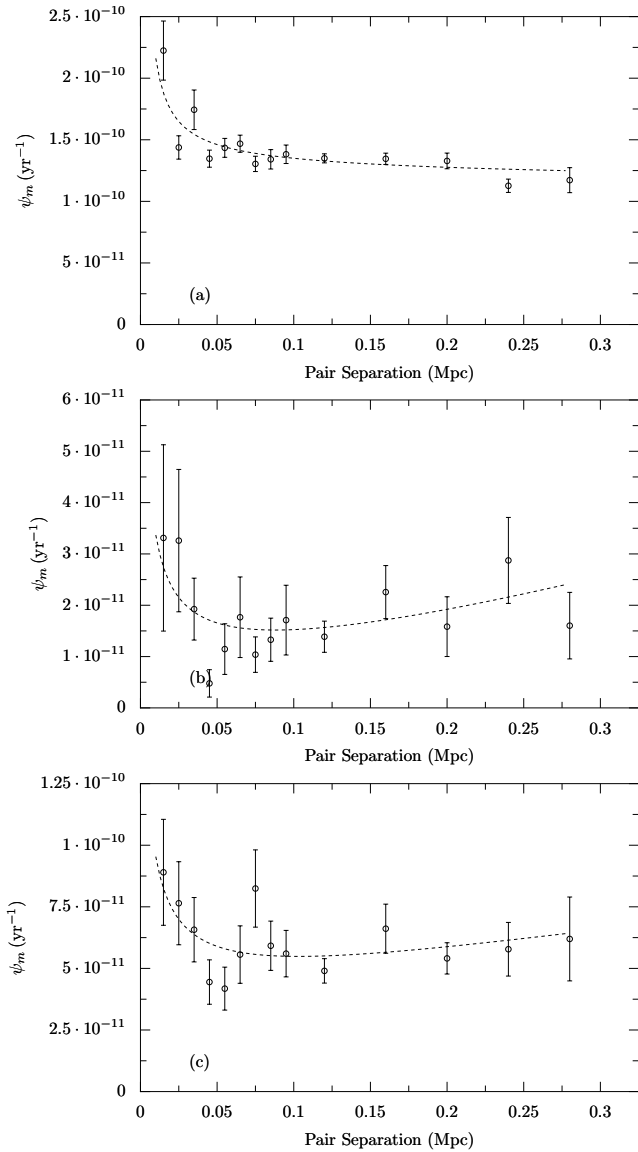 2.5 · 10⁻¹⁰
2 · 10⁻¹⁰
1.5 · 10⁻¹⁰
1 · 10⁻¹⁰
5 · 10⁻¹¹
0
ψₘ (yr⁻¹)
(a)
0 0.05 0.1 0.15 0.2 0.25 0.3
Pair Separation (Mpc)
6 · 10⁻¹¹
5 · 10⁻¹¹
4 · 10⁻¹¹
3 · 10⁻¹¹
2 · 10⁻¹¹
1 · 10⁻¹¹
0
ψₘ (yr⁻¹)
(b)
0 0.05 0.1 0.15 0.2 0.25 0.3
Pair Separation (Mpc)
1.25 · 10⁻¹⁰
1 · 10⁻¹⁰
7.5 · 10⁻¹¹
5 · 10⁻¹¹
2.5 · 10⁻¹¹
0
ψₘ (yr⁻¹)
(c)
0 0.05 0.1 0.15 0.2 0.25 0.3
Pair Separation (Mpc)